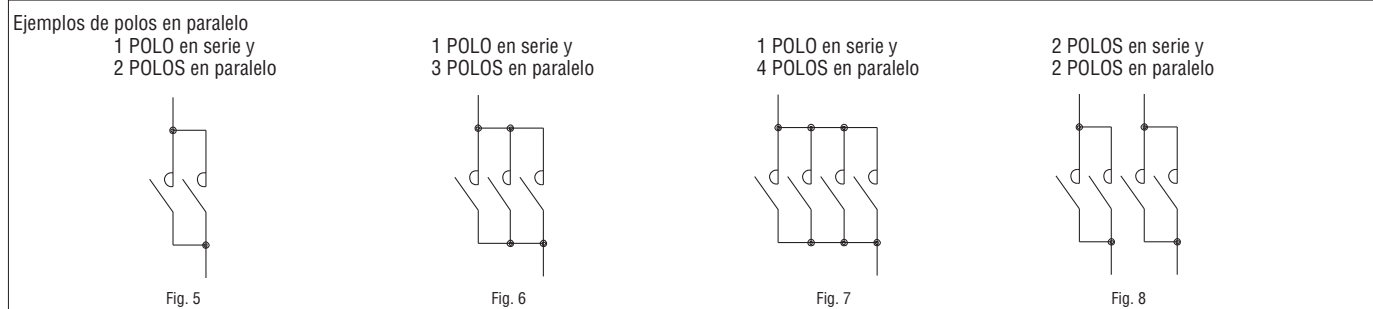 Ejemplos de polos en paralelo
1 POLO en serie y
2 POLOS en paralelo
1 POLO en serie y
3 POLOS en paralelo
1 POLO en serie y
4 POLOS en paralelo
2 POLOS en serie y
2 POLOS en paralelo
Fig. 5
Fig. 6
Fig. 7
Fig. 8